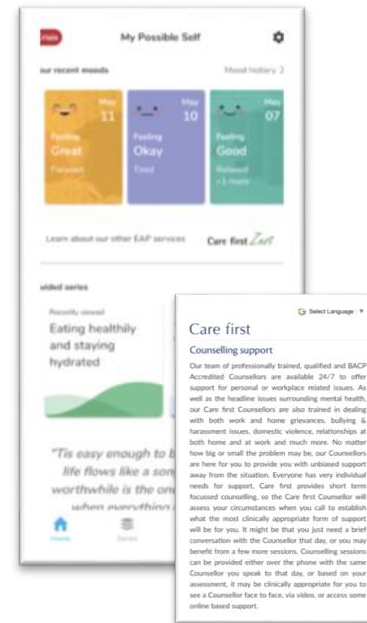 My Possible Self
our recent moods
Mood history
May
11
Feeling
Great
Focused
May
10
Feeling
Okay
Tired
May
07
Feeling
Good
Relaxed
+1 more
Learn about our other EAP services
Care first Zest
uided series
Recently viewed
Eating healthily
and staying
hydrated
"Tis easy enough to b
life flows like a son
worthwhile is the one
when everything
Home
Series
Select Language
Care first
Counselling support
Our team of professionally trained, qualified and BACP
Accredited Counsellors are available 24/7 to offer
support for personal or workplace related issues. As
well as the headline issues surrounding mental health,
our Care first Counsellors are also trained in dealing
with both work and home grievances, bullying &
harassment issues, domestic violence, relationships at
both home and at work and much more. No matter
how big or small the problem may be, our Counsellors
are here for you to provide you with unbiased support
away from the situation. Everyone has very individual
needs for support, Care first provides short term
focussed counselling, so the Care first Counsellor will
assess your circumstances when you call to establish
what the most clinically appropriate form of support
will be for you. It might be that you just need a brief
conversation with the Counsellor that day, or you may
benefit from a few more sessions. Counselling sessions
can be provided either over the phone with the same
Counsellor you speak to that day, or based on your
assessment, it may be clinically appropriate for you to
see a Counsellor face to face, via video, or access some
online based support.